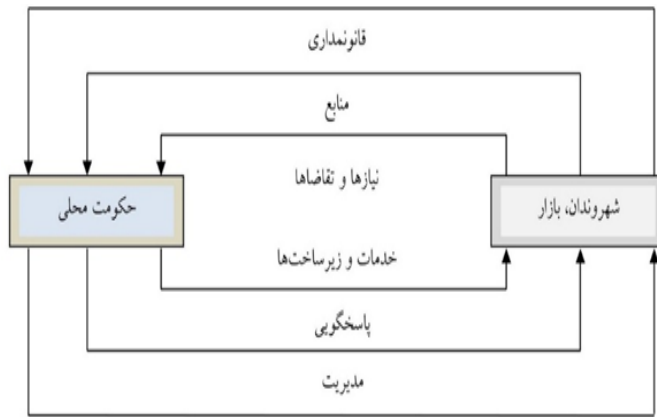 قانونمداری
منابع
نیازها و تقاضاها
شهروندان، بازار
حکومت محلی
خدمات و زیرساخت‌ها
پاسخگویی
مدیریت